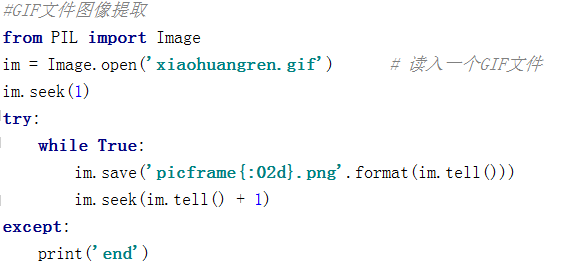 #GIF文件图像提取
from PIL import Image
im = Image.open('xiaohuangren.gif')      # 读入一个GIF文件
im.seek(1)
try:
    while True:
        im.save('picframe{:02d}.png'.format(im.tell()))
        im.seek(im.tell() + 1)
except:
    print('end')